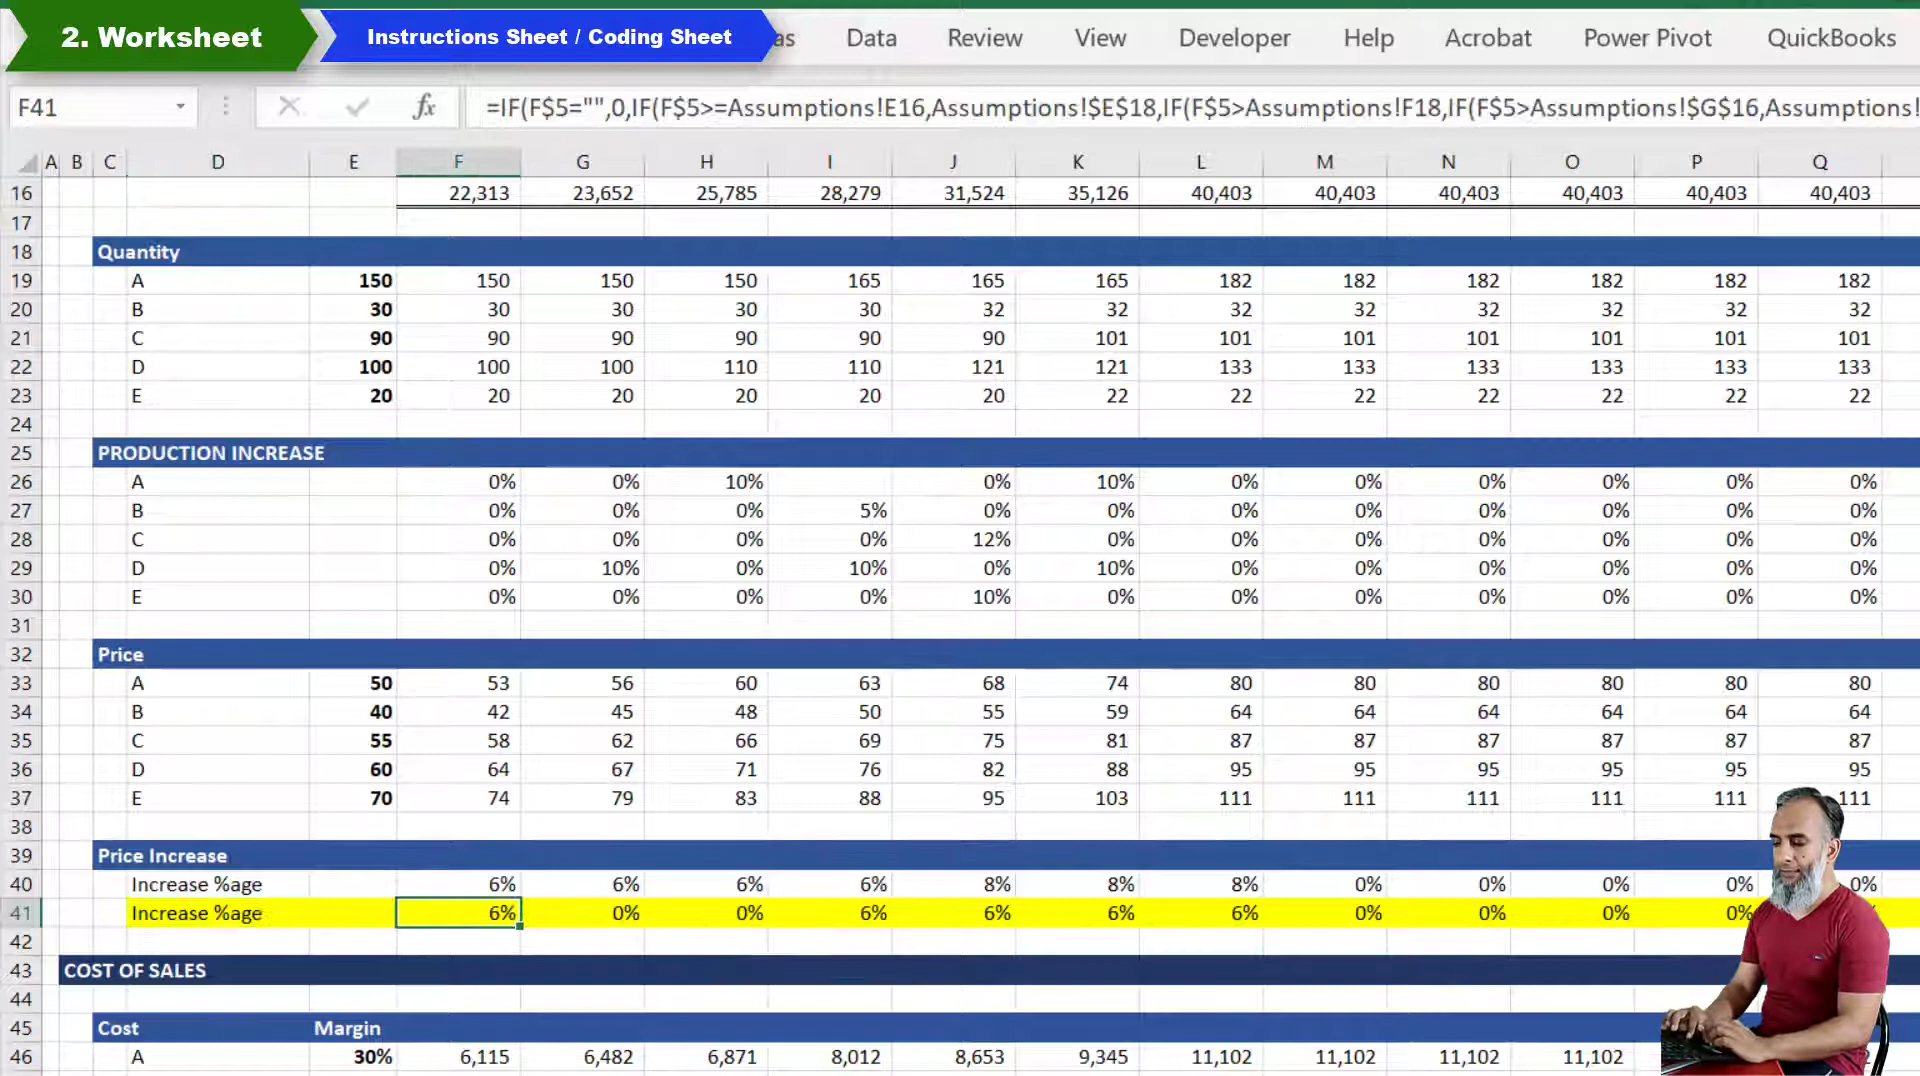 2. Worksheet
Instructions Sheet / Coding Sheet
as Data Review View Developer Help Acrobat Power Pivot QuickBooks
F41 fx =IF(F$5="",0,IF(F$5>=Assumptions!E16,Assumptions!$E$18,IF(F$5>Assumptions!F18,IF(F$5>Assumptions!$G$16,Assumptions!
A B C D E F G H I J K L M N O P Q
16 22,313 23,652 25,785 28,279 31,524 35,126 40,403 40,403 40,403 40,403 40,403 40,403
17
18 Quantity
19 A 150 150 150 150 165 165 165 182 182 182 182 182 182
20 B 30 30 30 30 30 32 32 32 32 32 32 32 32
21 C 90 90 90 90 90 90 101 101 101 101 101 101 101
22 D 100 100 100 110 110 121 121 133 133 133 133 133 133
23 E 20 20 20 20 20 20 22 22 22 22 22 22 22
24
25 PRODUCTION INCREASE
26 A 0% 0% 10% 0% 10% 0% 0% 0% 0% 0% 0%
27 B 0% 0% 0% 5% 0% 0% 0% 0% 0% 0% 0% 0%
28 C 0% 0% 0% 0% 12% 0% 0% 0% 0% 0% 0% 0%
29 D 0% 10% 0% 10% 0% 10% 0% 0% 0% 0% 0% 0%
30 E 0% 0% 0% 0% 10% 0% 0% 0% 0% 0% 0% 0%
31
32 Price
33 A 50 53 56 60 63 68 74 80 80 80 80 80 80
34 B 40 42 45 48 50 55 59 64 64 64 64 64 64
35 C 55 58 62 66 69 75 81 87 87 87 87 87 87
36 D 60 64 67 71 76 82 88 95 95 95 95 95 95
37 E 70 74 79 83 88 95 103 111 111 111 111 111 111
38
39 Price Increase
40 Increase %age 6% 6% 6% 6% 8% 8% 8% 0% 0% 0% 0% 0%
41 Increase %age 6% 0% 0% 6% 6% 6% 6% 0% 0% 0% 0%
42
43 COST OF SALES
44
45 Cost Margin
46 A 30% 6,115 6,482 6,871 8,012 8,653 9,345 11,102 11,102 11,102 11,102